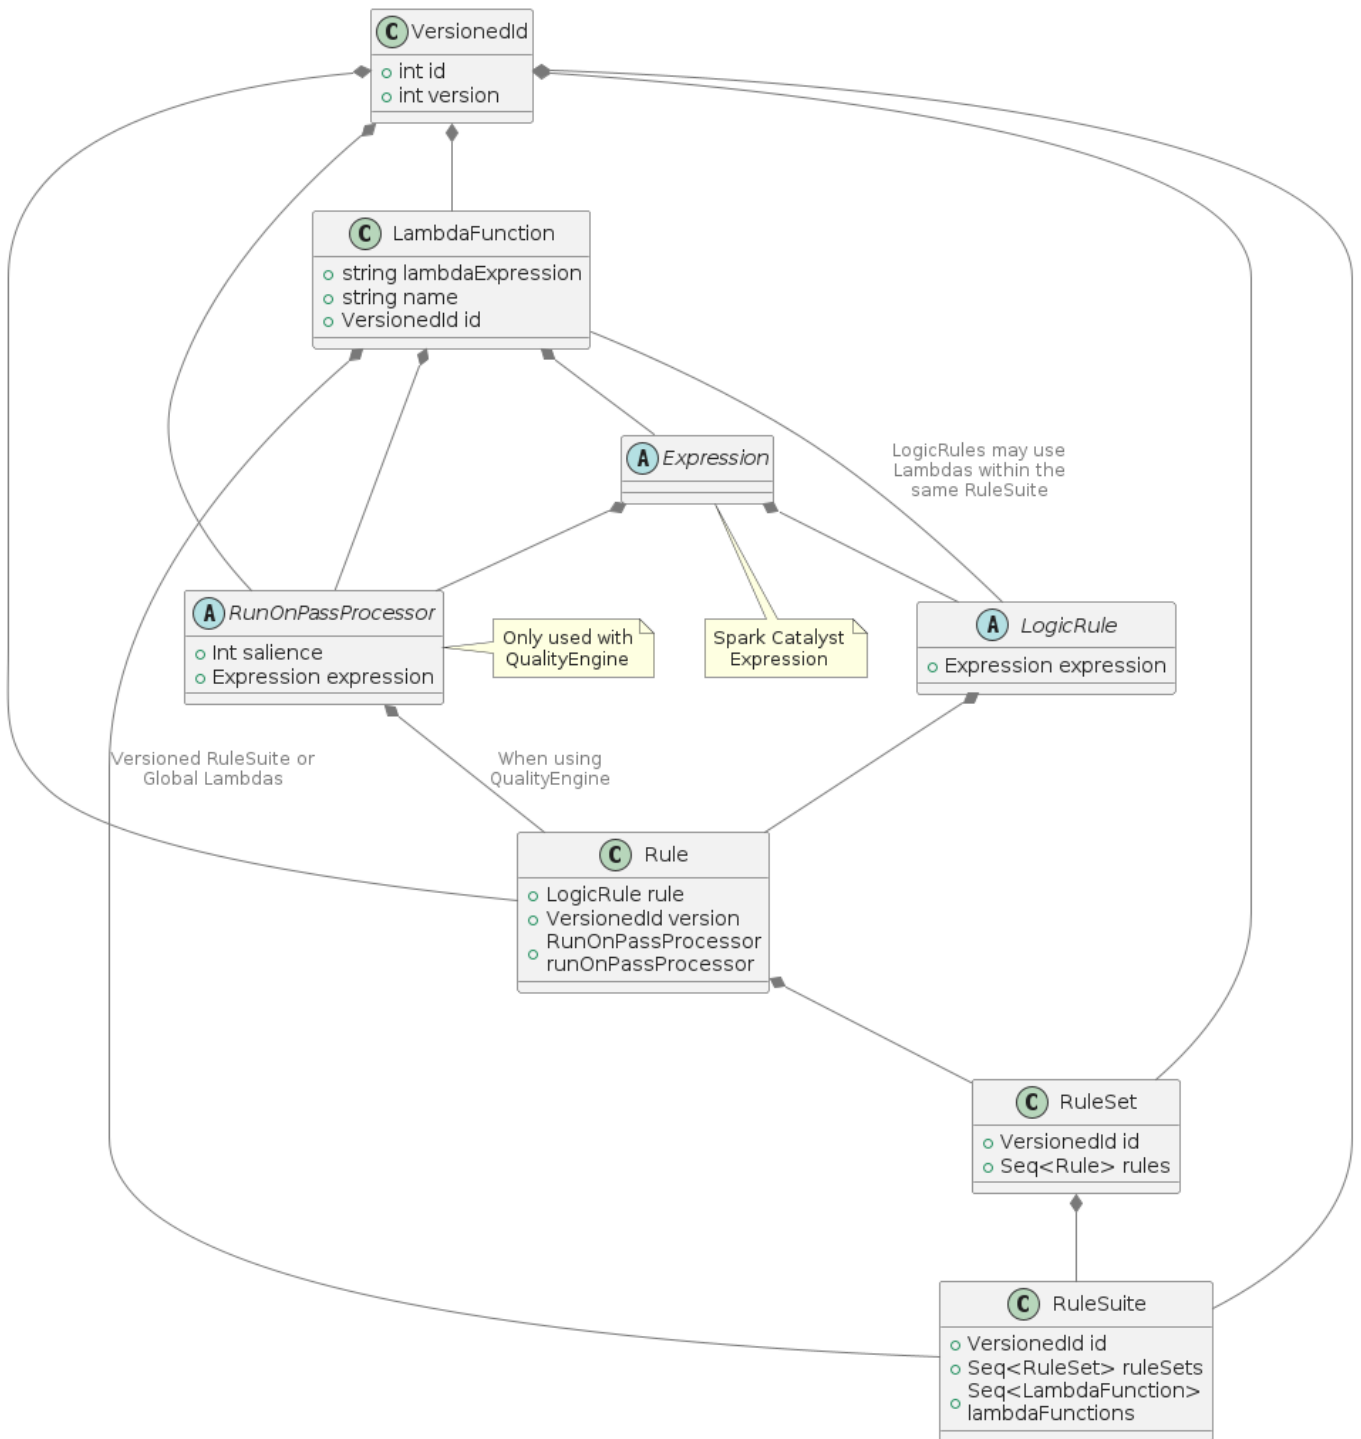 C VersionedId
int id
int version
C LambdaFunction
string lambdaExpression
string name
VersionedId id
A Expression
LogicRules may use
Lambdas within the
same RuleSuite
A RunOnPassProcessor
Int salience
Expression expression
Only used with
QualityEngine
Spark Catalyst
Expression
A LogicRule
Expression expression
Versioned RuleSuite or
Global Lambdas
When using
QualityEngine
C Rule
LogicRule rule
VersionedId version
RunOnPassProcessor
runOnPassProcessor
C RuleSet
VersionedId id
Seq<Rule> rules
C RuleSuite
VersionedId id
Seq<RuleSet> ruleSets
Seq<LambdaFunction>
lambdaFunctions